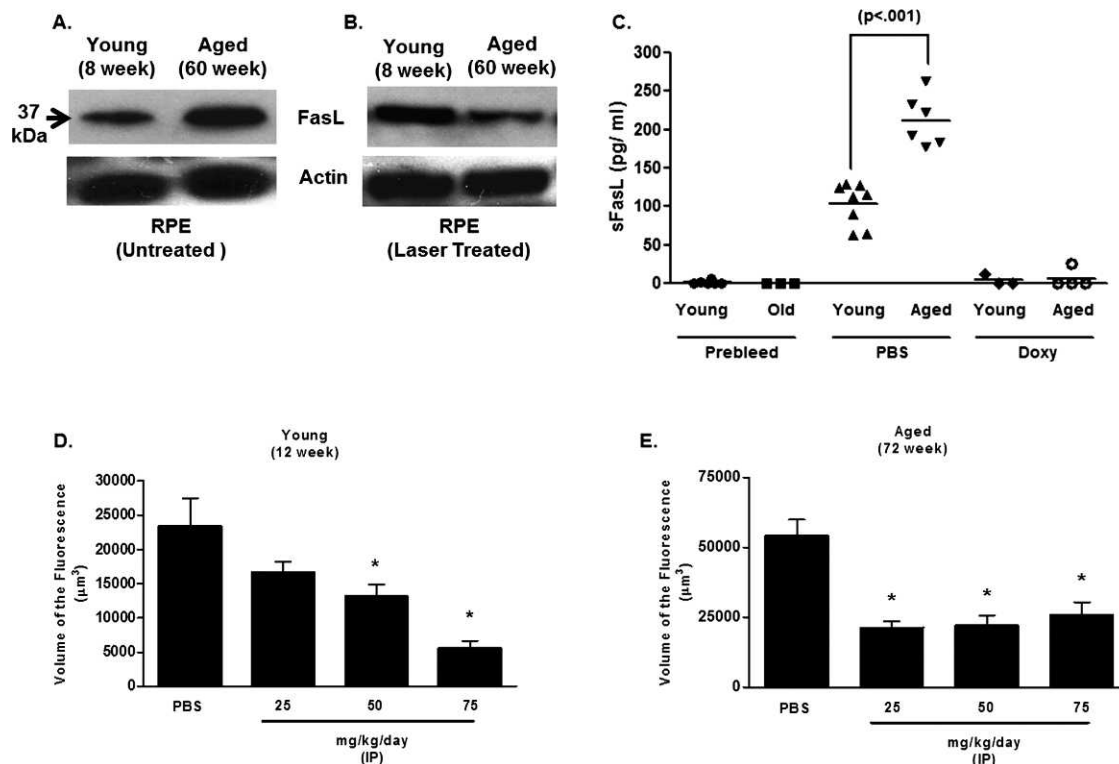 A.
Young
(8 week)
Aged
(60 week)
37
kDa
RPE
(Untreated )
B.
Young
(8 week)
Aged
(60 week)
FasL
Actin
RPE
(Laser Treated)
C.
(p<.001)
sFasL (pg/ ml)
300
250
200
150
100
50
0
Young Old Young Aged Young Aged
Prebleed PBS Doxy
D.
Young
(12 week)
Volume of the Fluorescence
(µm³)
30000
25000
20000
15000
10000
5000
0
* *
PBS 25 50 75
mg/kg/day
(IP)
E.
Aged
(72 week)
Volume of the Fluorescence
(µm³)
75000
50000
25000
0
* * *
PBS 25 50 75
mg/kg/day
(IP)